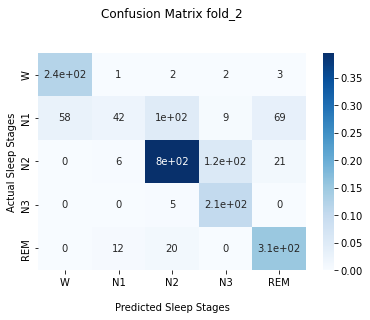 Confusion Matrix fold_2
Actual Sleep Stages
W 2.4e+02 1 2 2 3
N1 58 42 1e+02 9 69
N2 0 6 8e+02 1.2e+02 21
N3 0 0 5 2.1e+02 0
REM 0 12 20 0 3.1e+02
W N1 N2 N3 REM
Predicted Sleep Stages
0.35
0.30
0.25
0.20
0.15
0.10
0.05
0.00